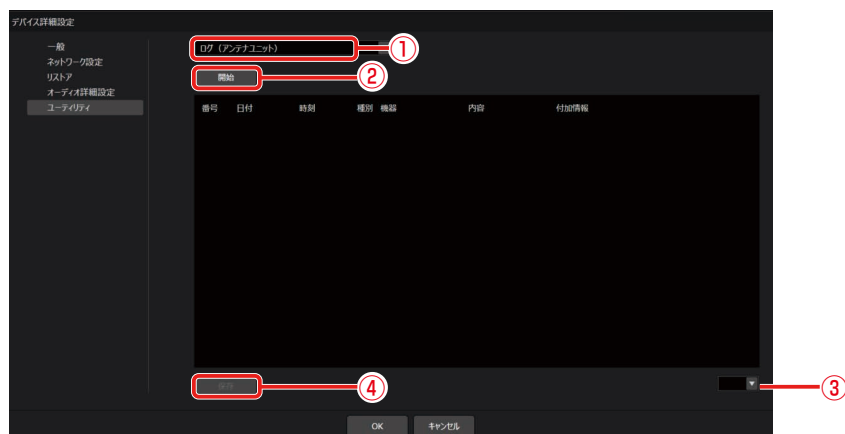 デバイス詳細設定
一般
ネットワーク設定
リストア
オーディオ詳細設定
ユーティリティ
ログ (アンテナユニット)
①
開始
②
番号 日付 時刻 種別 機器 内容 付加情報
保存
④
③
OK キャンセル